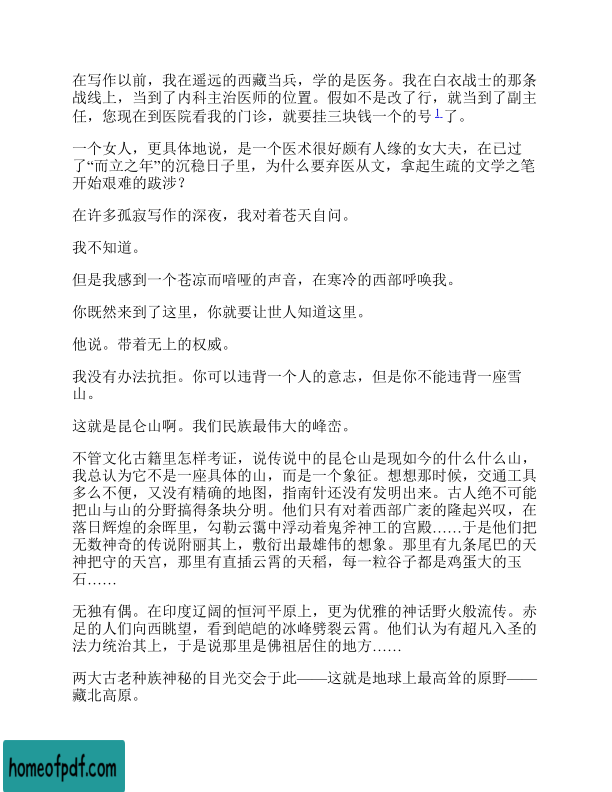 在写作以前，我在遥远的西藏当兵，学的是医务。我在白衣战士的那条
战线上，当到了内科主治医师的位置。假如不是改了行，就当到了副主
任，您现在到医院看我的门诊，就要挂三块钱一个的号1了。
一个女人，更具体地说，是一个医术很好颇有人缘的女大夫，在已过
了“而立之年”的沉稳日子里，为什么要弃医从文，拿起生疏的文学之笔
开始艰难的跋涉？
在许多孤寂写作的深夜，我对着苍天自问。
我不知道。
但是我感到一个苍凉而喑哑的声音，在寒冷的西部呼唤我。
你既然来到了这里，你就要让世人知道这里。
他说。带着无上的权威。
我没有办法抗拒。你可以违背一个人的意志，但是你不能违背一座雪
山。
这就是昆仑山啊。我们民族最伟大的峰峦。
不管文化古籍里怎样考证，说传说中的昆仑山是现如今的什么什么山，
我总认为它不是一座具体的山，而是一个象征。想想那时候，交通工具
多么不便，又没有精确的地图，指南针还没有发明出来。古人绝不可能
把山与山的分野搞得条块分明。他们只有对着西部广袤的隆起兴叹，在
落日辉煌的余晖里，勾勒云霭中浮动着鬼斧神工的宫殿……于是他们把
无数神奇的传说附丽其上，敷衍出最雄伟的想象。那里有九条尾巴的天
神把守的天宫，那里有直插云霄的天稻，每一粒谷子都是鸡蛋大的玉
石……
无独有偶。在印度辽阔的恒河平原上，更为优雅的神话野火般流传。赤
足的人们向西眺望，看到皑皑的冰峰劈裂云霄。他们认为有超凡入圣的
法力统治其上，于是说那里是佛祖居住的地方……
两大古老种族神秘的目光交会于此——这就是地球上最高耸的原野——
藏北高原。
homeofpdf.com